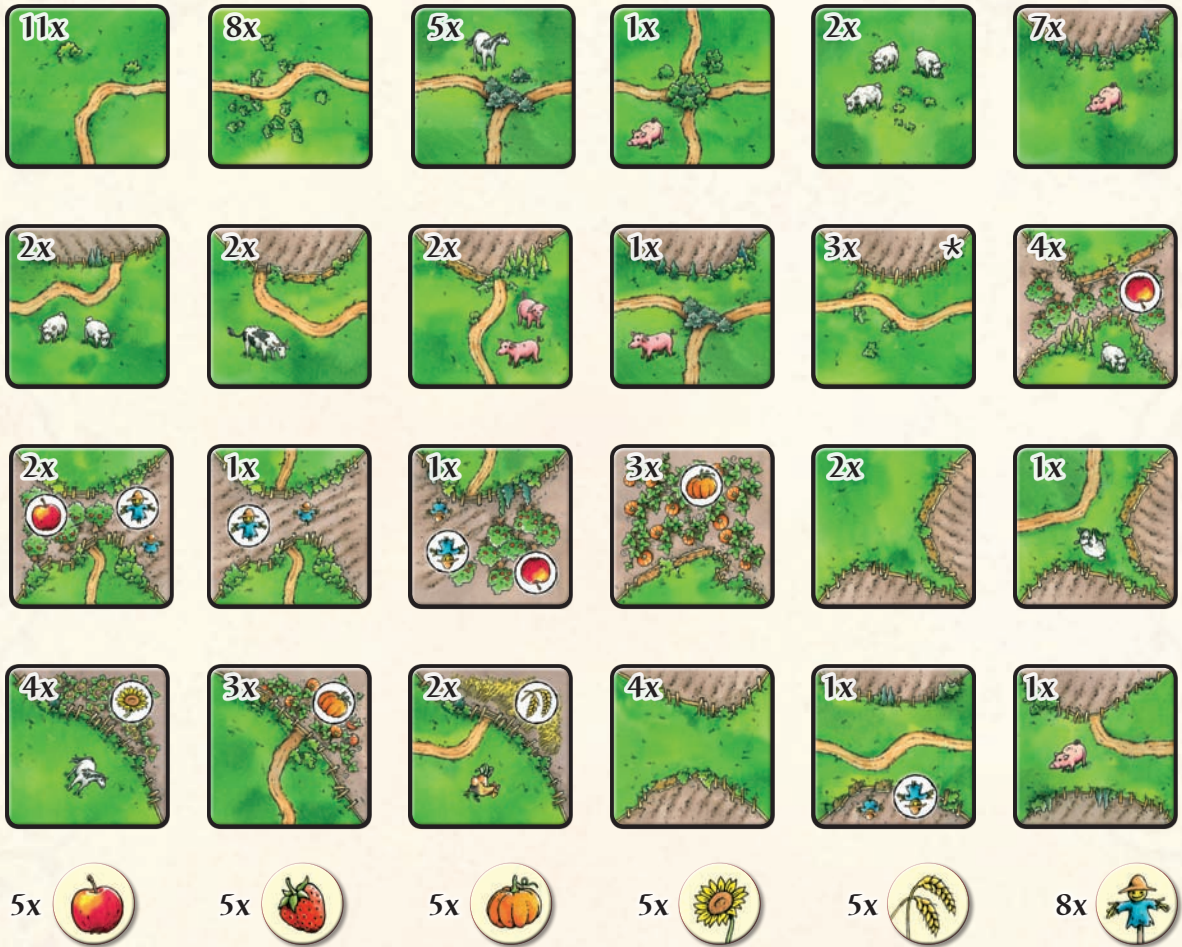 11x 8x 5x 1x 2x 7x
2x 2x 2x 1x 3x * 4x
2x 1x 1x 3x 2x 1x
4x 3x 2x 4x 1x 1x
5x 5x 5x 5x 5x 8x